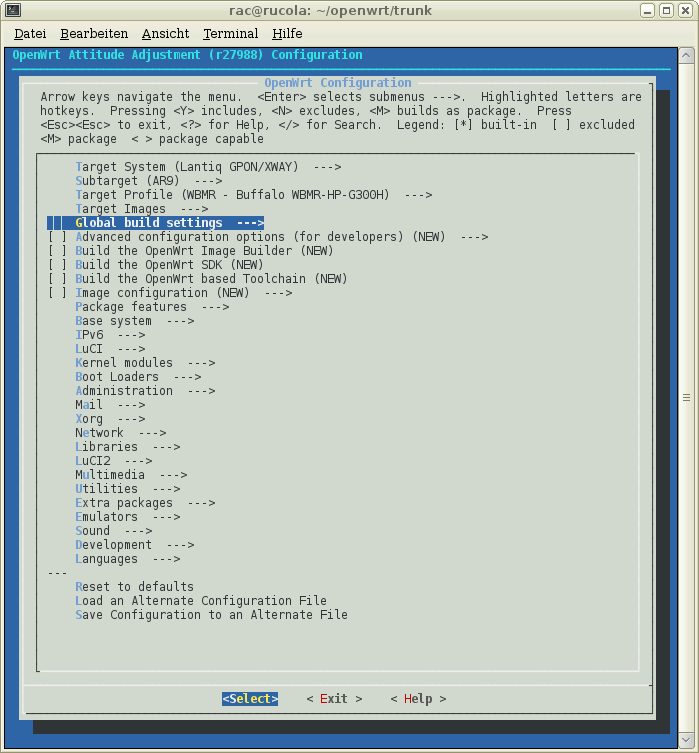 rac@rucola: ~/openwrt/trunk
Datei Bearbeiten Ansicht Terminal Hilfe
OpenWrt Attitude Adjustment (r27988) Configuration
OpenWrt Configuration
Arrow keys navigate the menu.  <Enter> selects submenus --->.  Highlighted letters are
hotkeys.  Pressing <Y> includes, <N> excludes, <M> builds as package.  Press
<Esc><Esc> to exit, <?> for Help, </> for Search.  Legend: [*] built-in  [ ] excluded
<M> package  < > package capable
Target System (Lantiq GPON/XWAY)  --->
Subtarget (AR9)  --->
Target Profile (WBMR - Buffalo WBMR-HP-G300H)  --->
Target Images  --->
Global build settings  --->
[ ] Advanced configuration options (for developers) (NEW)  --->
[ ] Build the OpenWrt Image Builder (NEW)
[ ] Build the OpenWrt SDK (NEW)
[ ] Build the OpenWrt based Toolchain (NEW)
[ ] Image configuration (NEW)  --->
Package features  --->
Base system  --->
IPv6  --->
LuCI  --->
Kernel modules  --->
Boot Loaders  --->
Administration  --->
Mail  --->
Xorg  --->
Network  --->
Libraries  --->
LuCI2  --->
Multimedia  --->
Utilities  --->
Extra packages  --->
Emulators  --->
Sound  --->
Development  --->
Languages  --->
---
Reset to defaults
Load an Alternate Configuration File
Save Configuration to an Alternate File
<Select>    < Exit >    < Help >